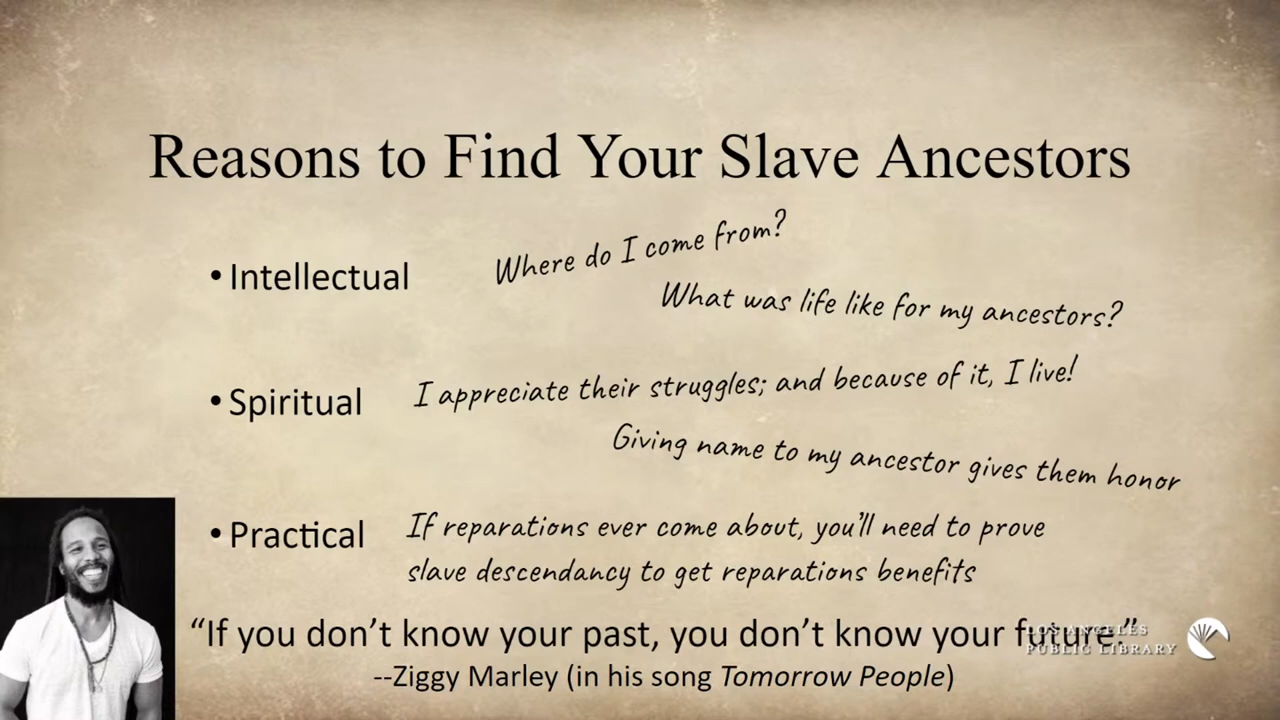 Reasons to Find Your Slave Ancestors
• Intellectual
Where do I come from?
What was life like for my ancestors?
• Spiritual
I appreciate their struggles; and because of it, I live!
Giving name to my ancestor gives them honor
• Practical
If reparations ever come about, you'll need to prove
slave descendancy to get reparations benefits
“If you don’t know your past, you don’t know your future.”
--Ziggy Marley (in his song Tomorrow People)
LOS ANGELES
PUBLIC LIBRARY